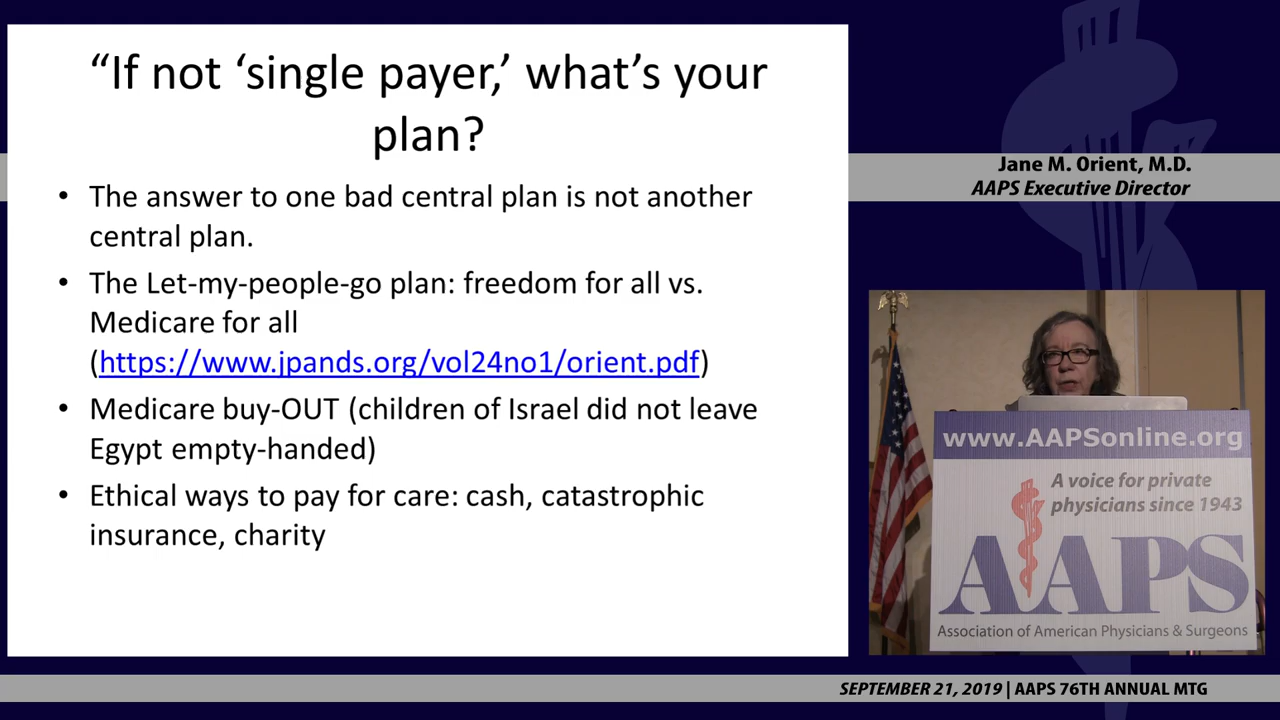 “If not ‘single payer,’ what’s your
plan?
• The answer to one bad central plan is not another
central plan.
• The Let-my-people-go plan: freedom for all vs.
Medicare for all
(https://www.jpands.org/vol24no1/orient.pdf)
• Medicare buy-OUT (children of Israel did not leave
Egypt empty-handed)
• Ethical ways to pay for care: cash, catastrophic
insurance, charity
Jane M. Orient, M.D.
AAPS Executive Director
www.AAPSonline.org
A voice for private
physicians since 1943
AAPS
Association of American Physicians & Surgeons
SEPTEMBER 21, 2019 | AAPS 76TH ANNUAL MTG